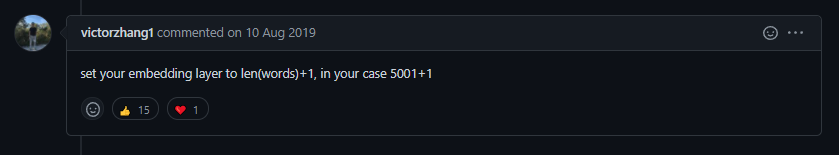 victorzhang1 commented on 10 Aug 2019
set your embedding layer to len(words)+1, in your case 5001+1
15 1